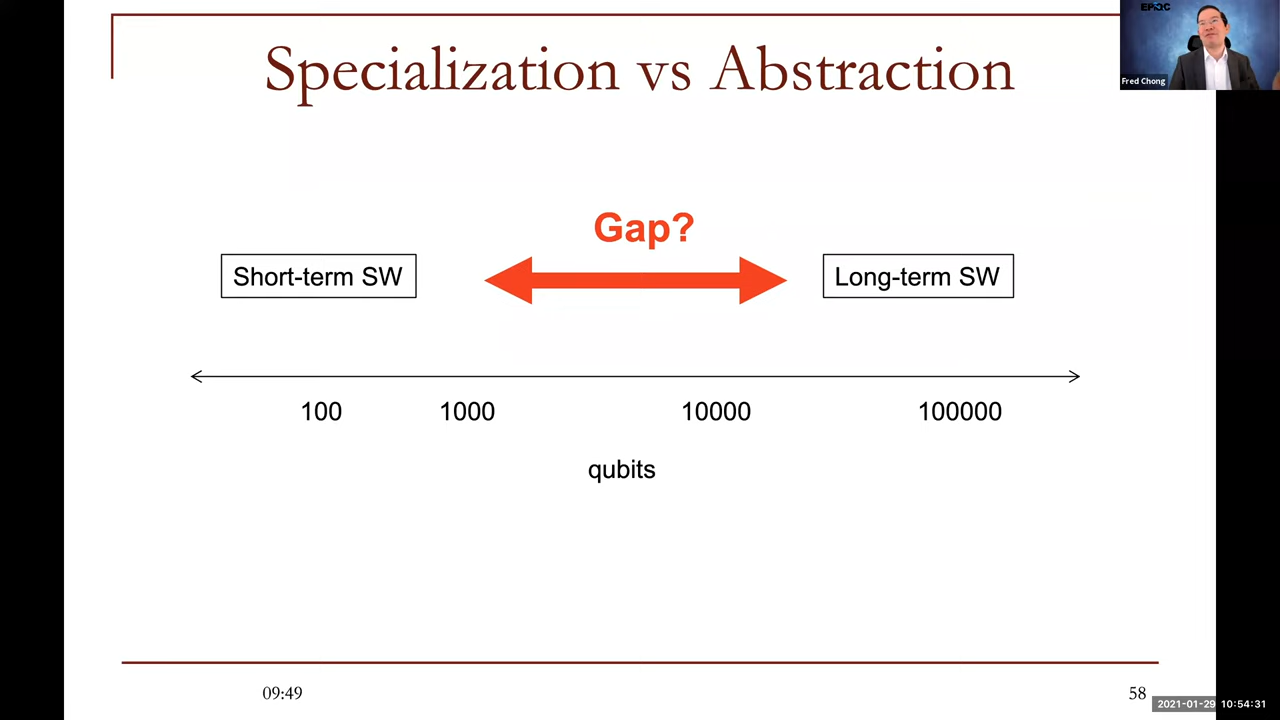 Specialization vs Abstraction
EPiQC
Fred Chong
Gap?
Short-term SW
Long-term SW
100 1000 10000 100000
qubits
09:49
58
2021-01-29 10:54:31